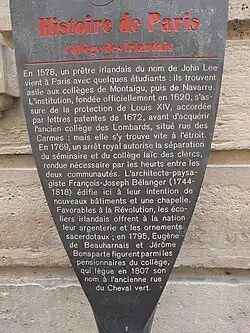 Histoire de Paris
Collège des Irlandais
En 1578, un prêtre irlandais du nom de John Lee
vient à Paris avec quelques étudiants ; ils trouvent
asile aux collèges de Montaigu, puis de Navarre.
L'institution, fondée officiellement en 1620, s'as-
sure de la protection de Louis XIV, accordée
par lettres patentes de 1672, avant d'acquérir
l'ancien collège des Lombards, situé rue des
Carmes ; mais elle s'y trouve vite à l'étroit.
En 1769, un arrêt royal autorise la séparation
du séminaire et du collège laïc des clercs,
rendue nécessaire par les heurts entre les
deux communautés. L'architecte-paysa-
giste François-Joseph Bélanger (1744-
1818) édifie ici à leur intention de
nouveaux bâtiments et une chapelle.
Favorables à la Révolution, les éco-
liers irlandais offrent à la nation
leur argenterie et les ornements
sacerdotaux ; en 1795, Eugène
de Beauharnais et Jérôme
Bonaparte figurent parmi les
pensionnaires du collège,
qui lègue en 1807 son
nom à l'ancienne rue
du Cheval vert.